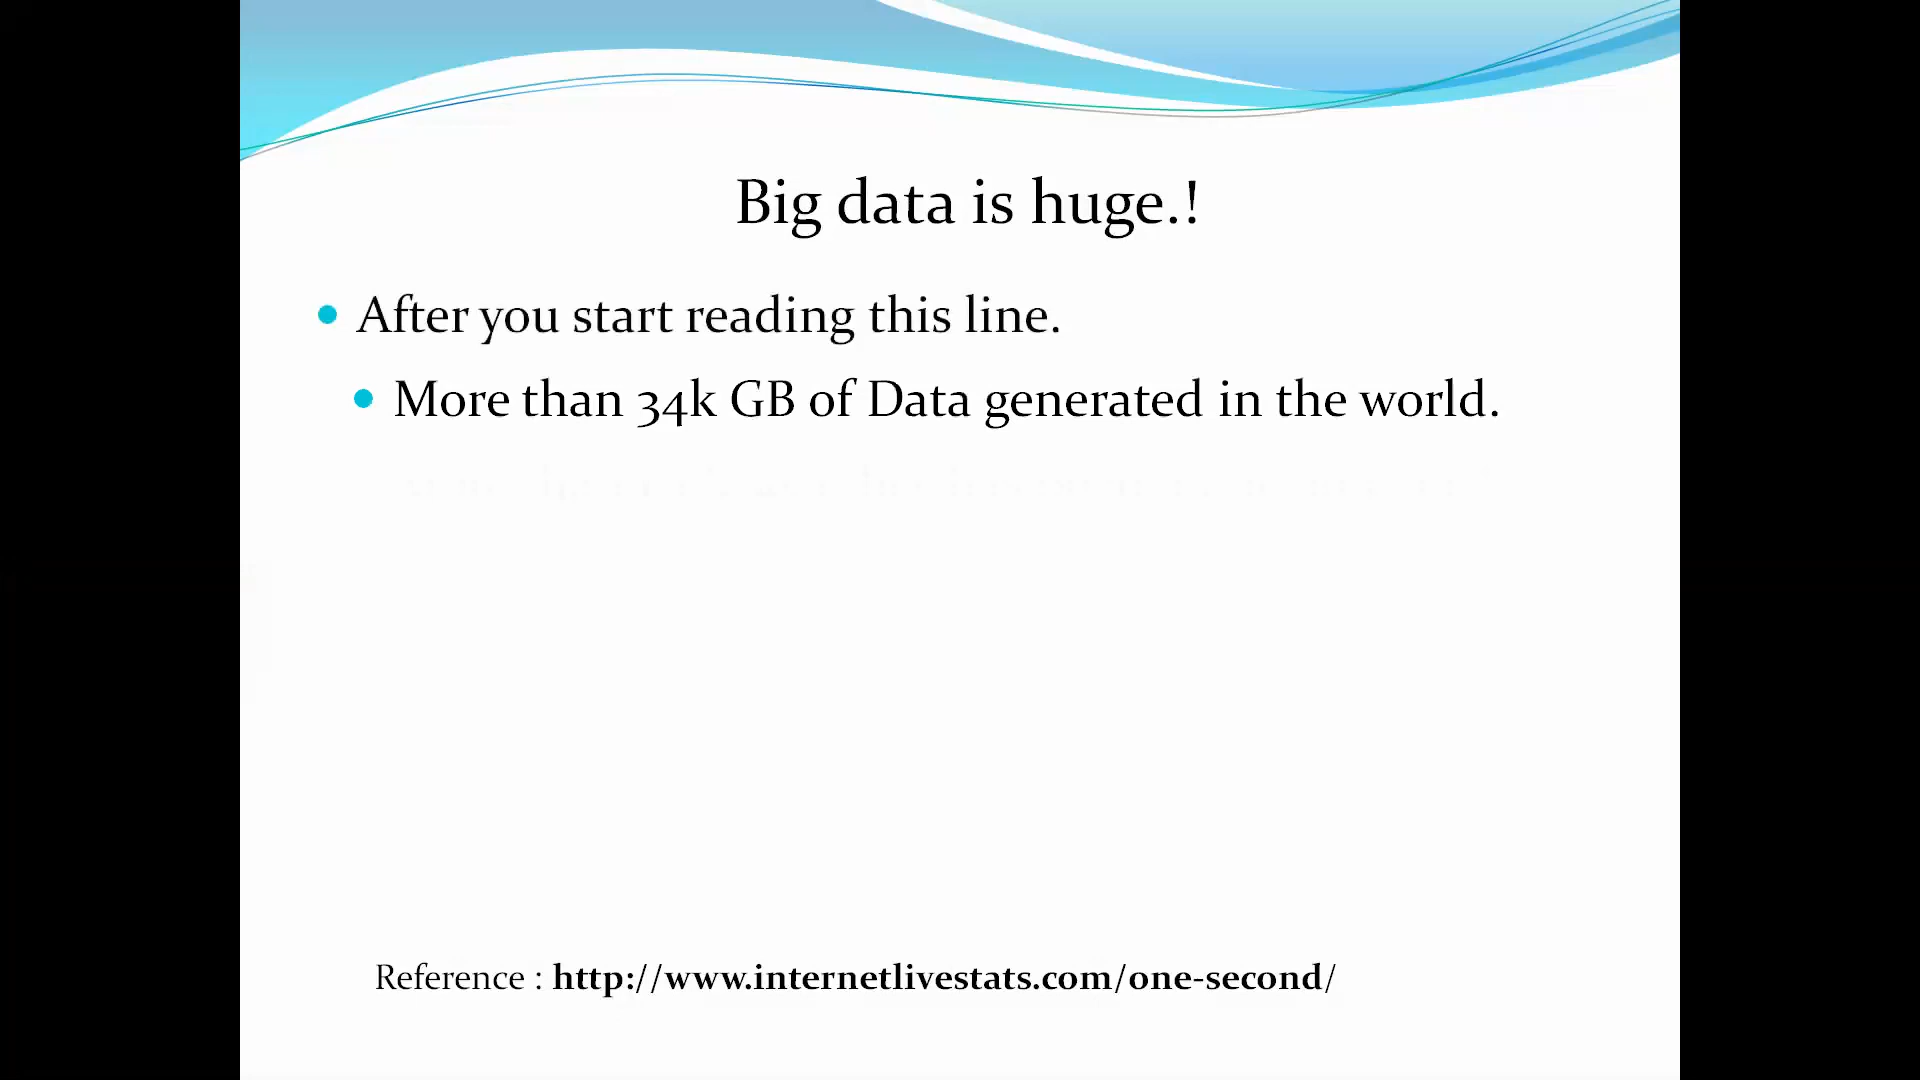 Big data is huge.!
After you start reading this line.
More than 34k GB of Data generated in the world.
Reference : http://www.internetlivestats.com/one-second/